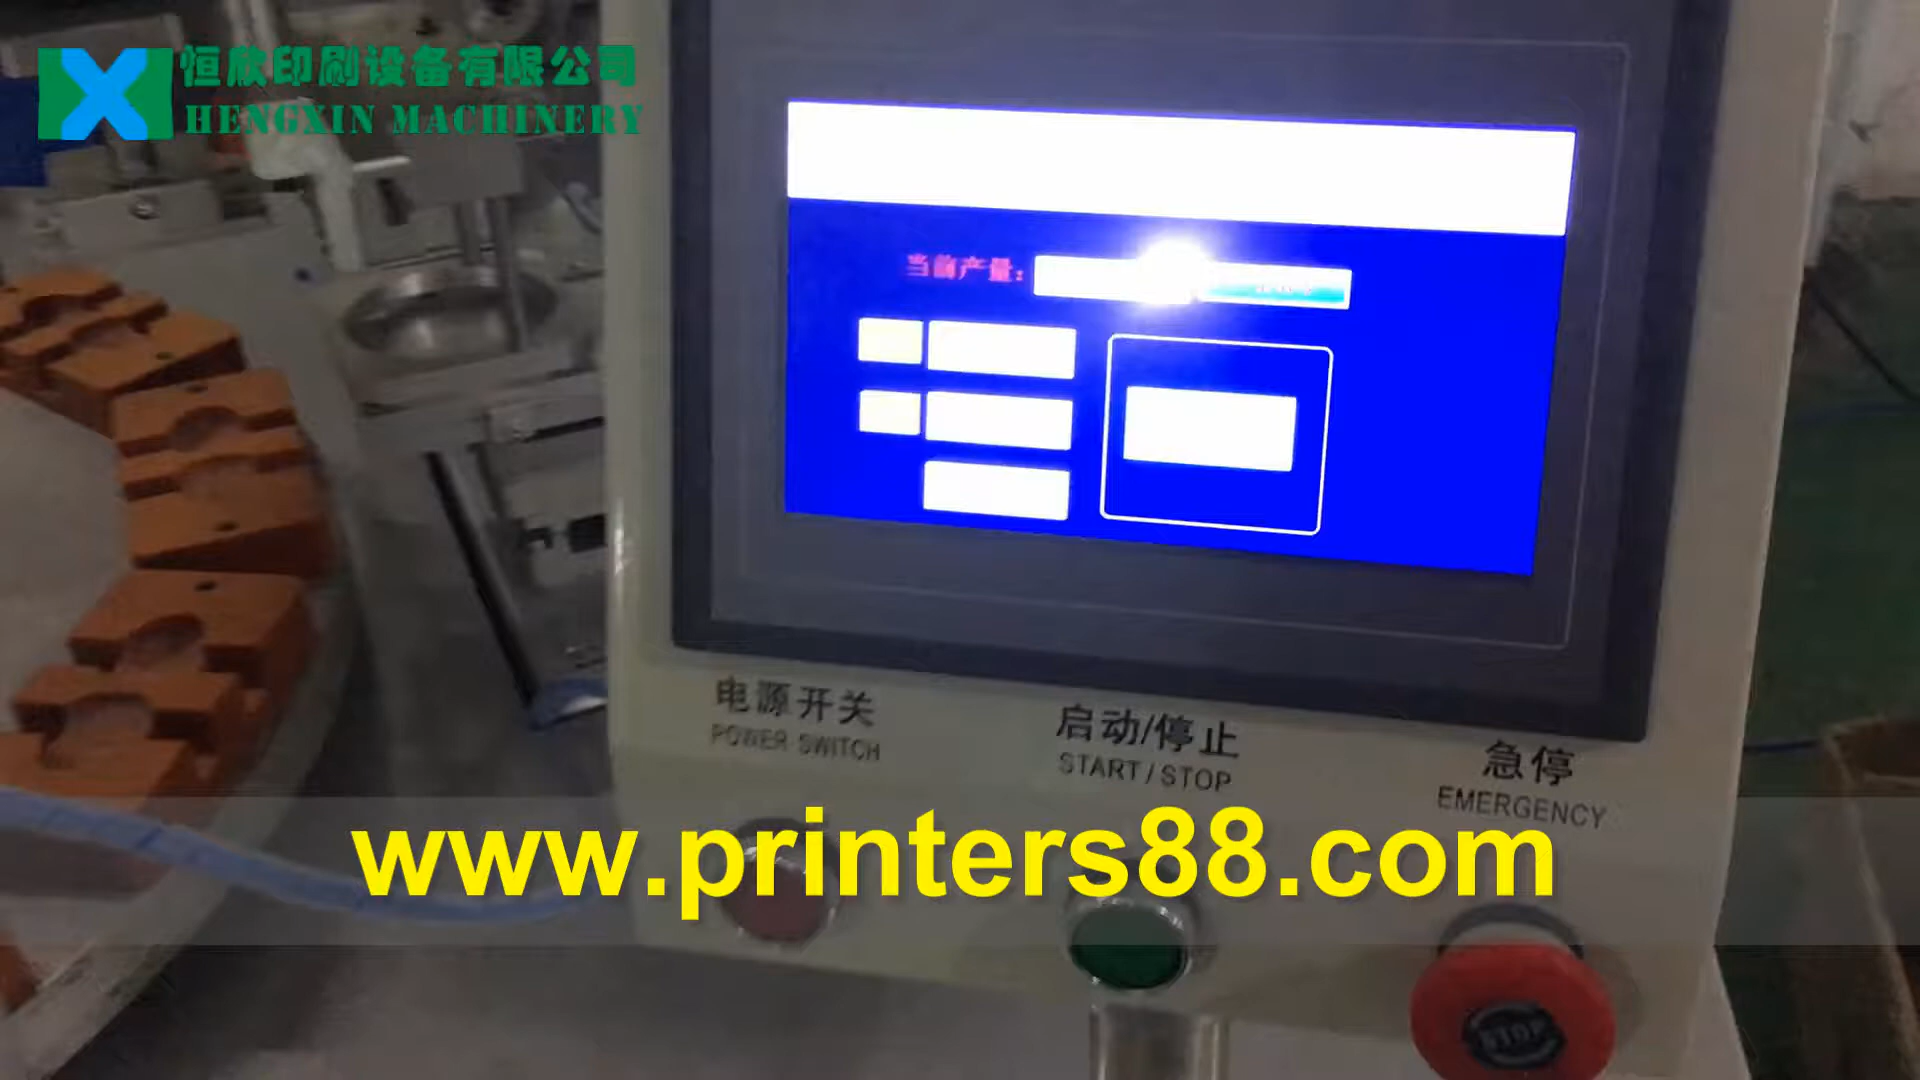 恒欣印刷设备有限公司
HENGXIN MACHINERY
当前产量:
电源开关
POWER SWITCH
启动/停止
START/STOP
急停
EMERGENCY
www.printers88.com
STOP